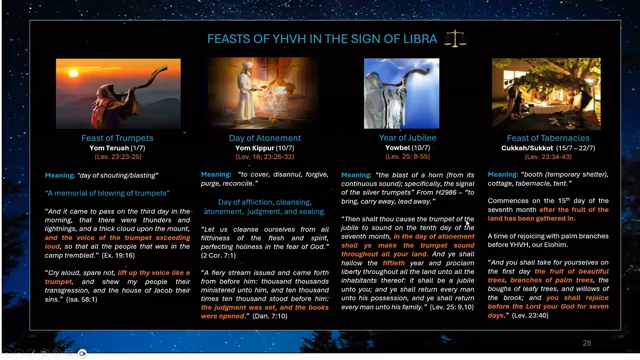 FEASTS OF YHVH IN THE SIGN OF LIBRA
Feast of Trumpets
Yom Teruah (1/7)
(Lev. 23:23-25)
Meaning: "day of shouting/blasting"
"A memorial of blowing of trumpets"
"And it came to pass on the third day in the
morning, that there were thunders and
lightnings, and a thick cloud upon the mount,
and the voice of the trumpet exceeding
loud, so that all the people that was in the
camp trembled." (Ex. 19:16)
"Cry aloud, spare not, lift up thy voice like a
trumpet, and shew my people their
transgression, and the house of Jacob their
sins." (Isa. 58:1)
Day of Atonement
Yom Kippur (10/7)
(Lev. 16; 23:26-32)
Meaning: "to cover, disannul, forgive,
purge, reconcile."
Day of affliction, cleansing,
atonement, judgment, and sealing.
"Let us cleanse ourselves from all
filthiness of the flesh and spirit,
perfecting holiness in the fear of God."
(2 Cor. 7:1)
"A fiery stream issued and came forth
from before him: thousand thousands
ministered unto him, and ten thousand
times ten thousand stood before him:
the judgment was set, and the books
were opened." (Dan. 7:10)
Year of Jubilee
Yowbel (10/7)
(Lev. 25: 8-55)
Meaning: "the blast of a horn (from its
continuous sound); specifically, the signal
of the silver trumpets" From H2986 – "to
bring, carry away, lead away."
"Then shalt thou cause the trumpet of the
jubile to sound on the tenth day of the
seventh month, in the day of atonement
shall ye make the trumpet sound
throughout all your land. And ye shall
hallow the fiftieth year and proclaim
liberty throughout all the land unto all the
inhabitants thereof: it shall be a jubile
unto you; and ye shall return every man
unto his possession, and ye shall return
every man unto his family." (Lev. 25: 9,10)
Feast of Tabernacles
Cukkah/Sukkot (15/7 – 22/7)
(Lev. 23:34-43)
Meaning: "booth (temporary shelter),
cottage, tabernacle, tent."
Commences on the 15th day of the
seventh month after the fruit of the
land has been gathered in.
A time of rejoicing with palm branches
before YHVH, our Elohim.
"And you shall take for yourselves on
the first day the fruit of beautiful
trees, branches of palm trees, the
boughs of leafy trees, and willows of
the brook; and you shall rejoice
before the Lord your God for seven
days." (Lev. 23:40)
28